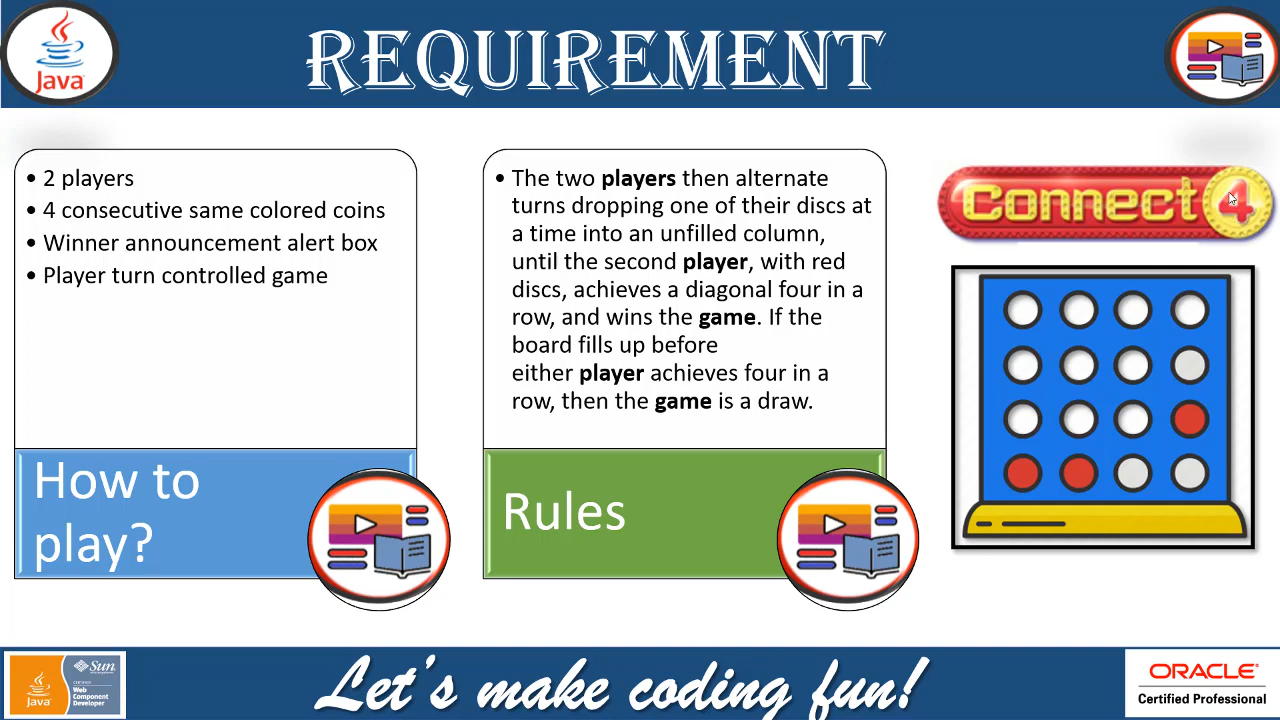 REQUIREMENT
Java
• 2 players
• 4 consecutive same colored coins
• Winner announcement alert box
• Player turn controlled game
How to
play?
• The two players then alternate
turns dropping one of their discs at
a time into an unfilled column,
until the second player, with red
discs, achieves a diagonal four in a
row, and wins the game. If the
board fills up before
either player achieves four in a
row, then the game is a draw.
Rules
Connect 4
Java
Sun
CERTIFIED
Web
Component
Developer
Let's make coding fun!
ORACLE
Certified Professional